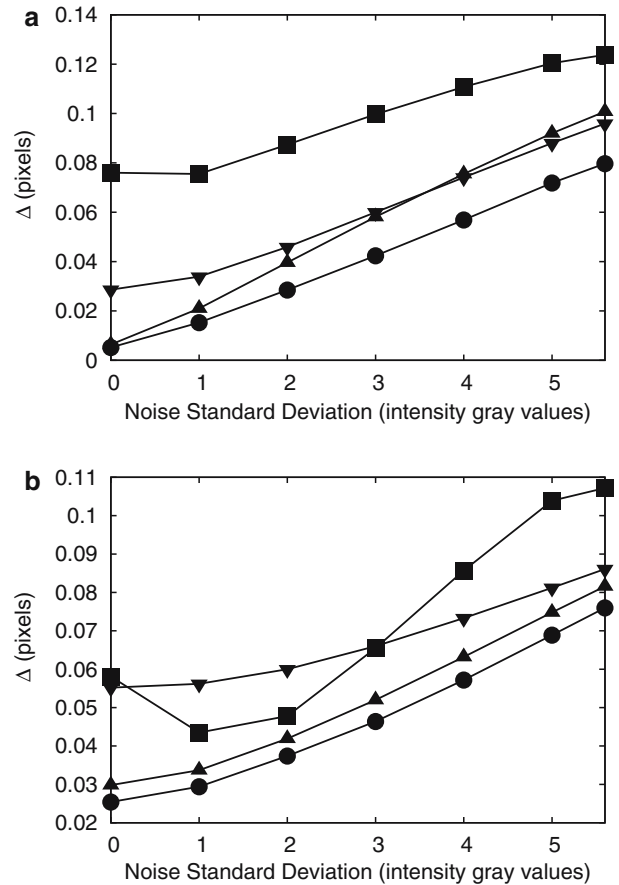 a
0.14
0.12
0.1
0.08
0.06
0.04
0.02
0
Δ (pixels)
0 1 2 3 4 5
Noise Standard Deviation (intensity gray values)
b
0.11
0.1
0.09
0.08
0.07
0.06
0.05
0.04
0.03
0.02
Δ (pixels)
0 1 2 3 4 5
Noise Standard Deviation (intensity gray values)